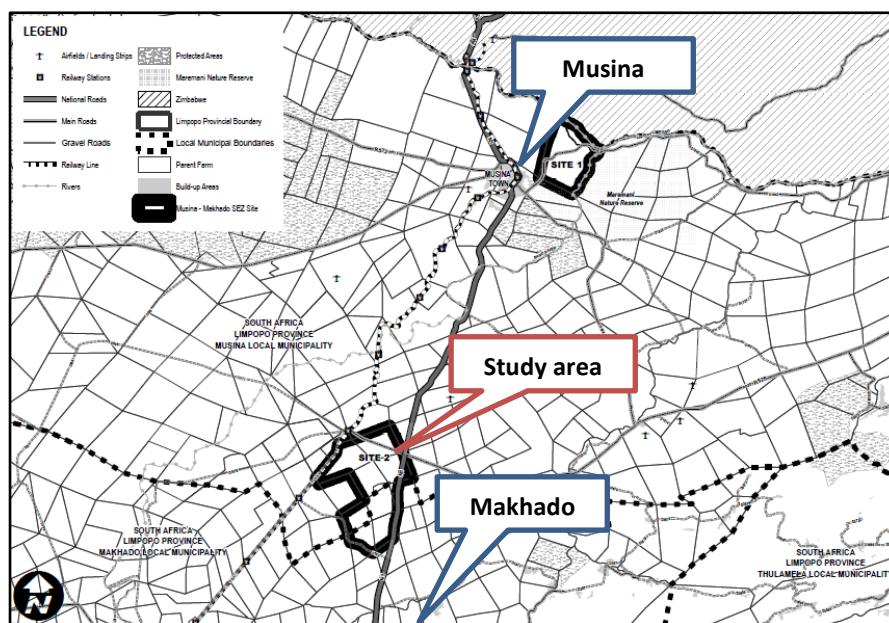 LEGEND
Airfields / Landing Strips
Railway Stations
National Roads
Main Roads
Gravel Roads
Railway Line
Rivers
Protected Areas
Maremani Nature Reserve
Zimbabwe
Limpopo Provincial Boundary
Local Municipal Boundaries
Parent Farm
Build-up Areas
Musina - Makhado SEZ Site
Musina
SITE 1
MUSINA
TOWN
Maremani
Nature Reserve
R572
SOUTH AFRICA
LIMPOPO PROVINCE
MUSINA LOCAL MUNICIPALITY
Study area
SITE-2
Makhado
SOUTH AFRICA
LIMPOPO PROVINCE
MAKHADO LOCAL MUNICIPALITY
SOUTH AFRICA
LIMPOPO PROVINCE
THULAMELA LOCAL MUNICIPALITY
N